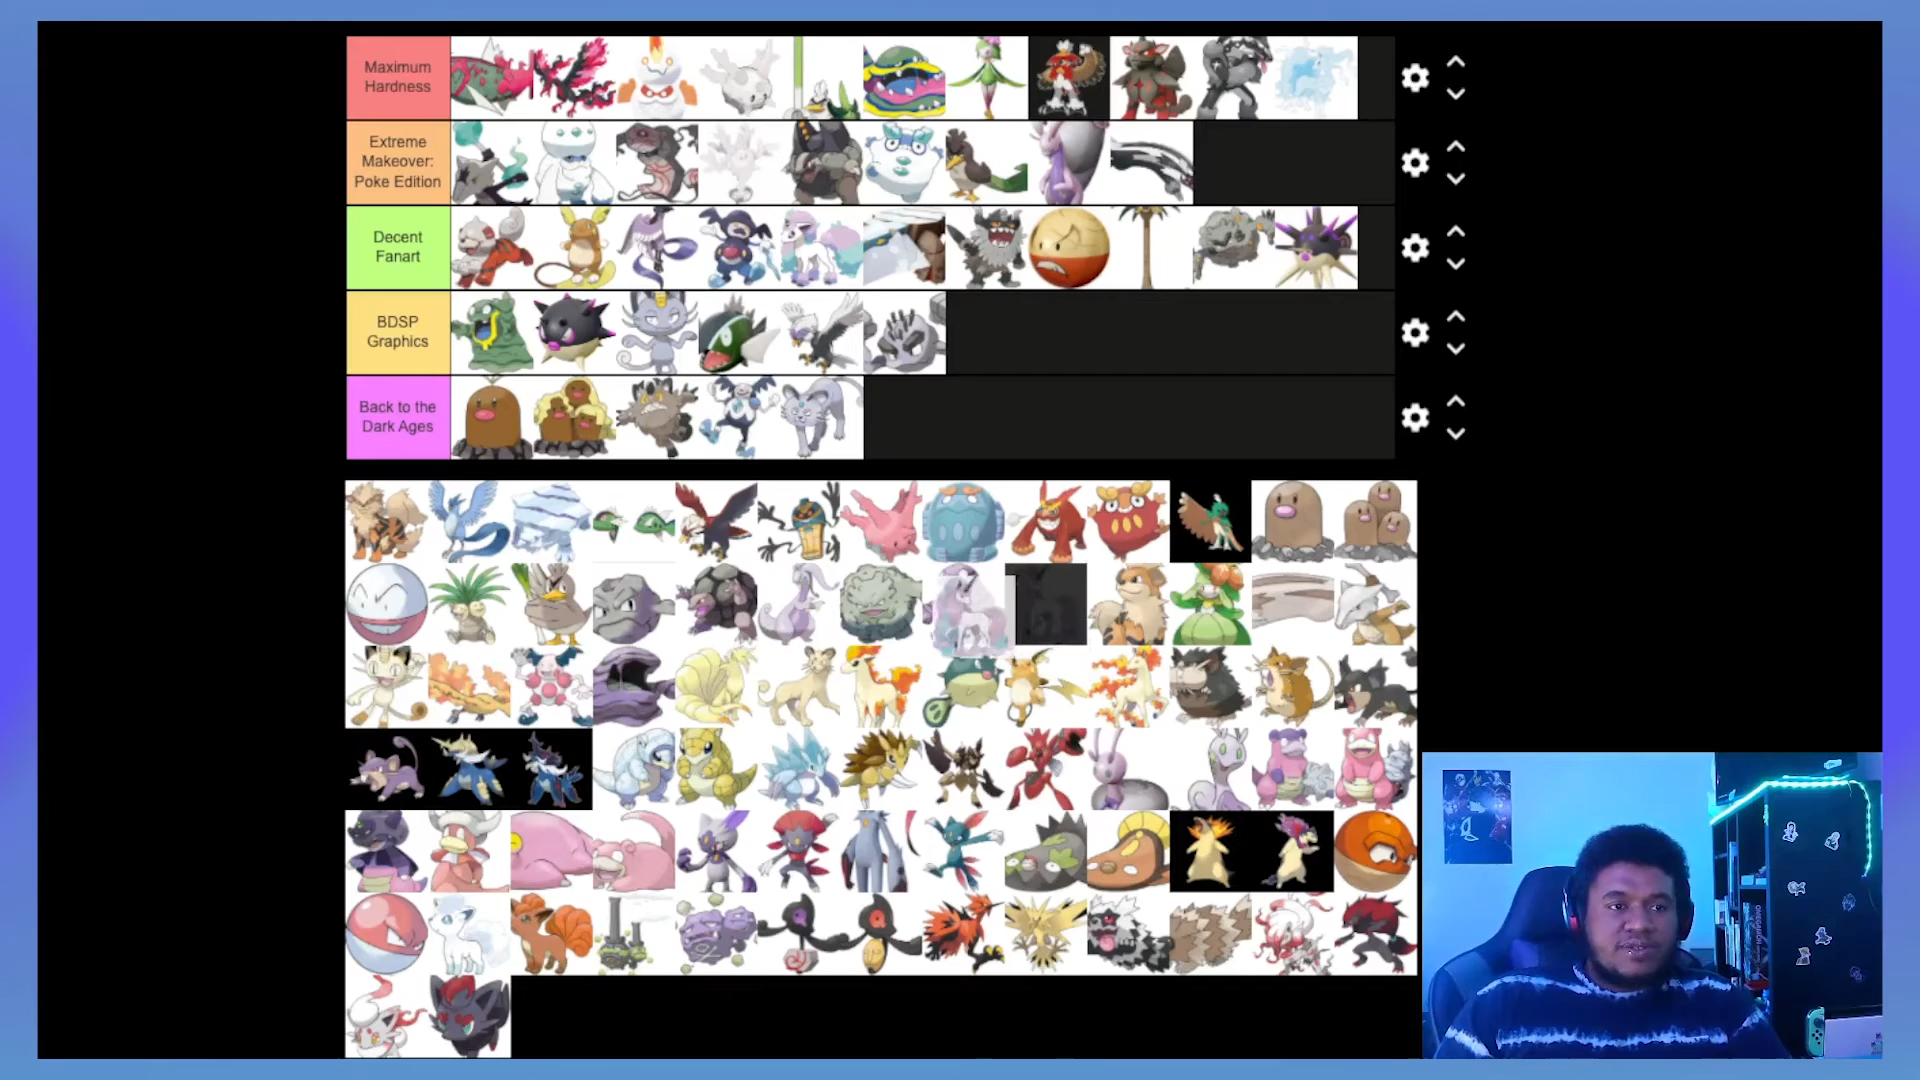 Maximum
Hardness
Extreme
Makeover:
Poke Edition
Decent
Fanart
BDSP
Graphics
Back to the
Dark Ages